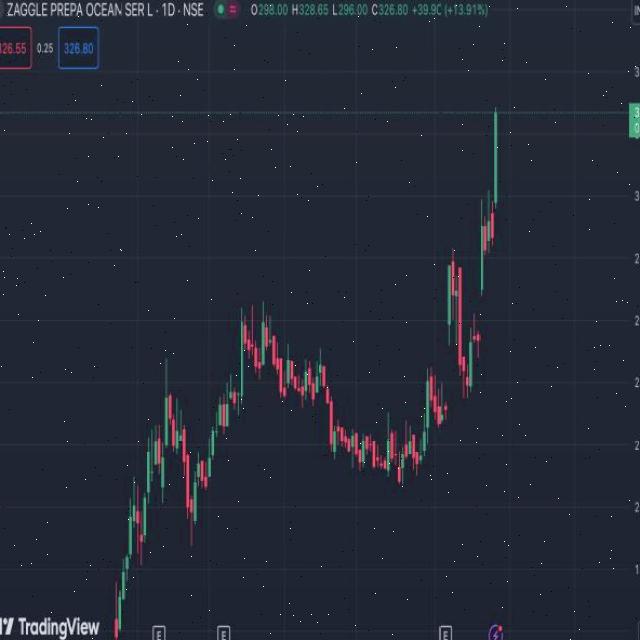 ZAGGLE PREPA OCEAN SER L · 1D · NSE O298.00 H328.65 L296.00 C326.80 +39.90 (+13.91%)
326.55 0.25 326.80
TradingView
E E E